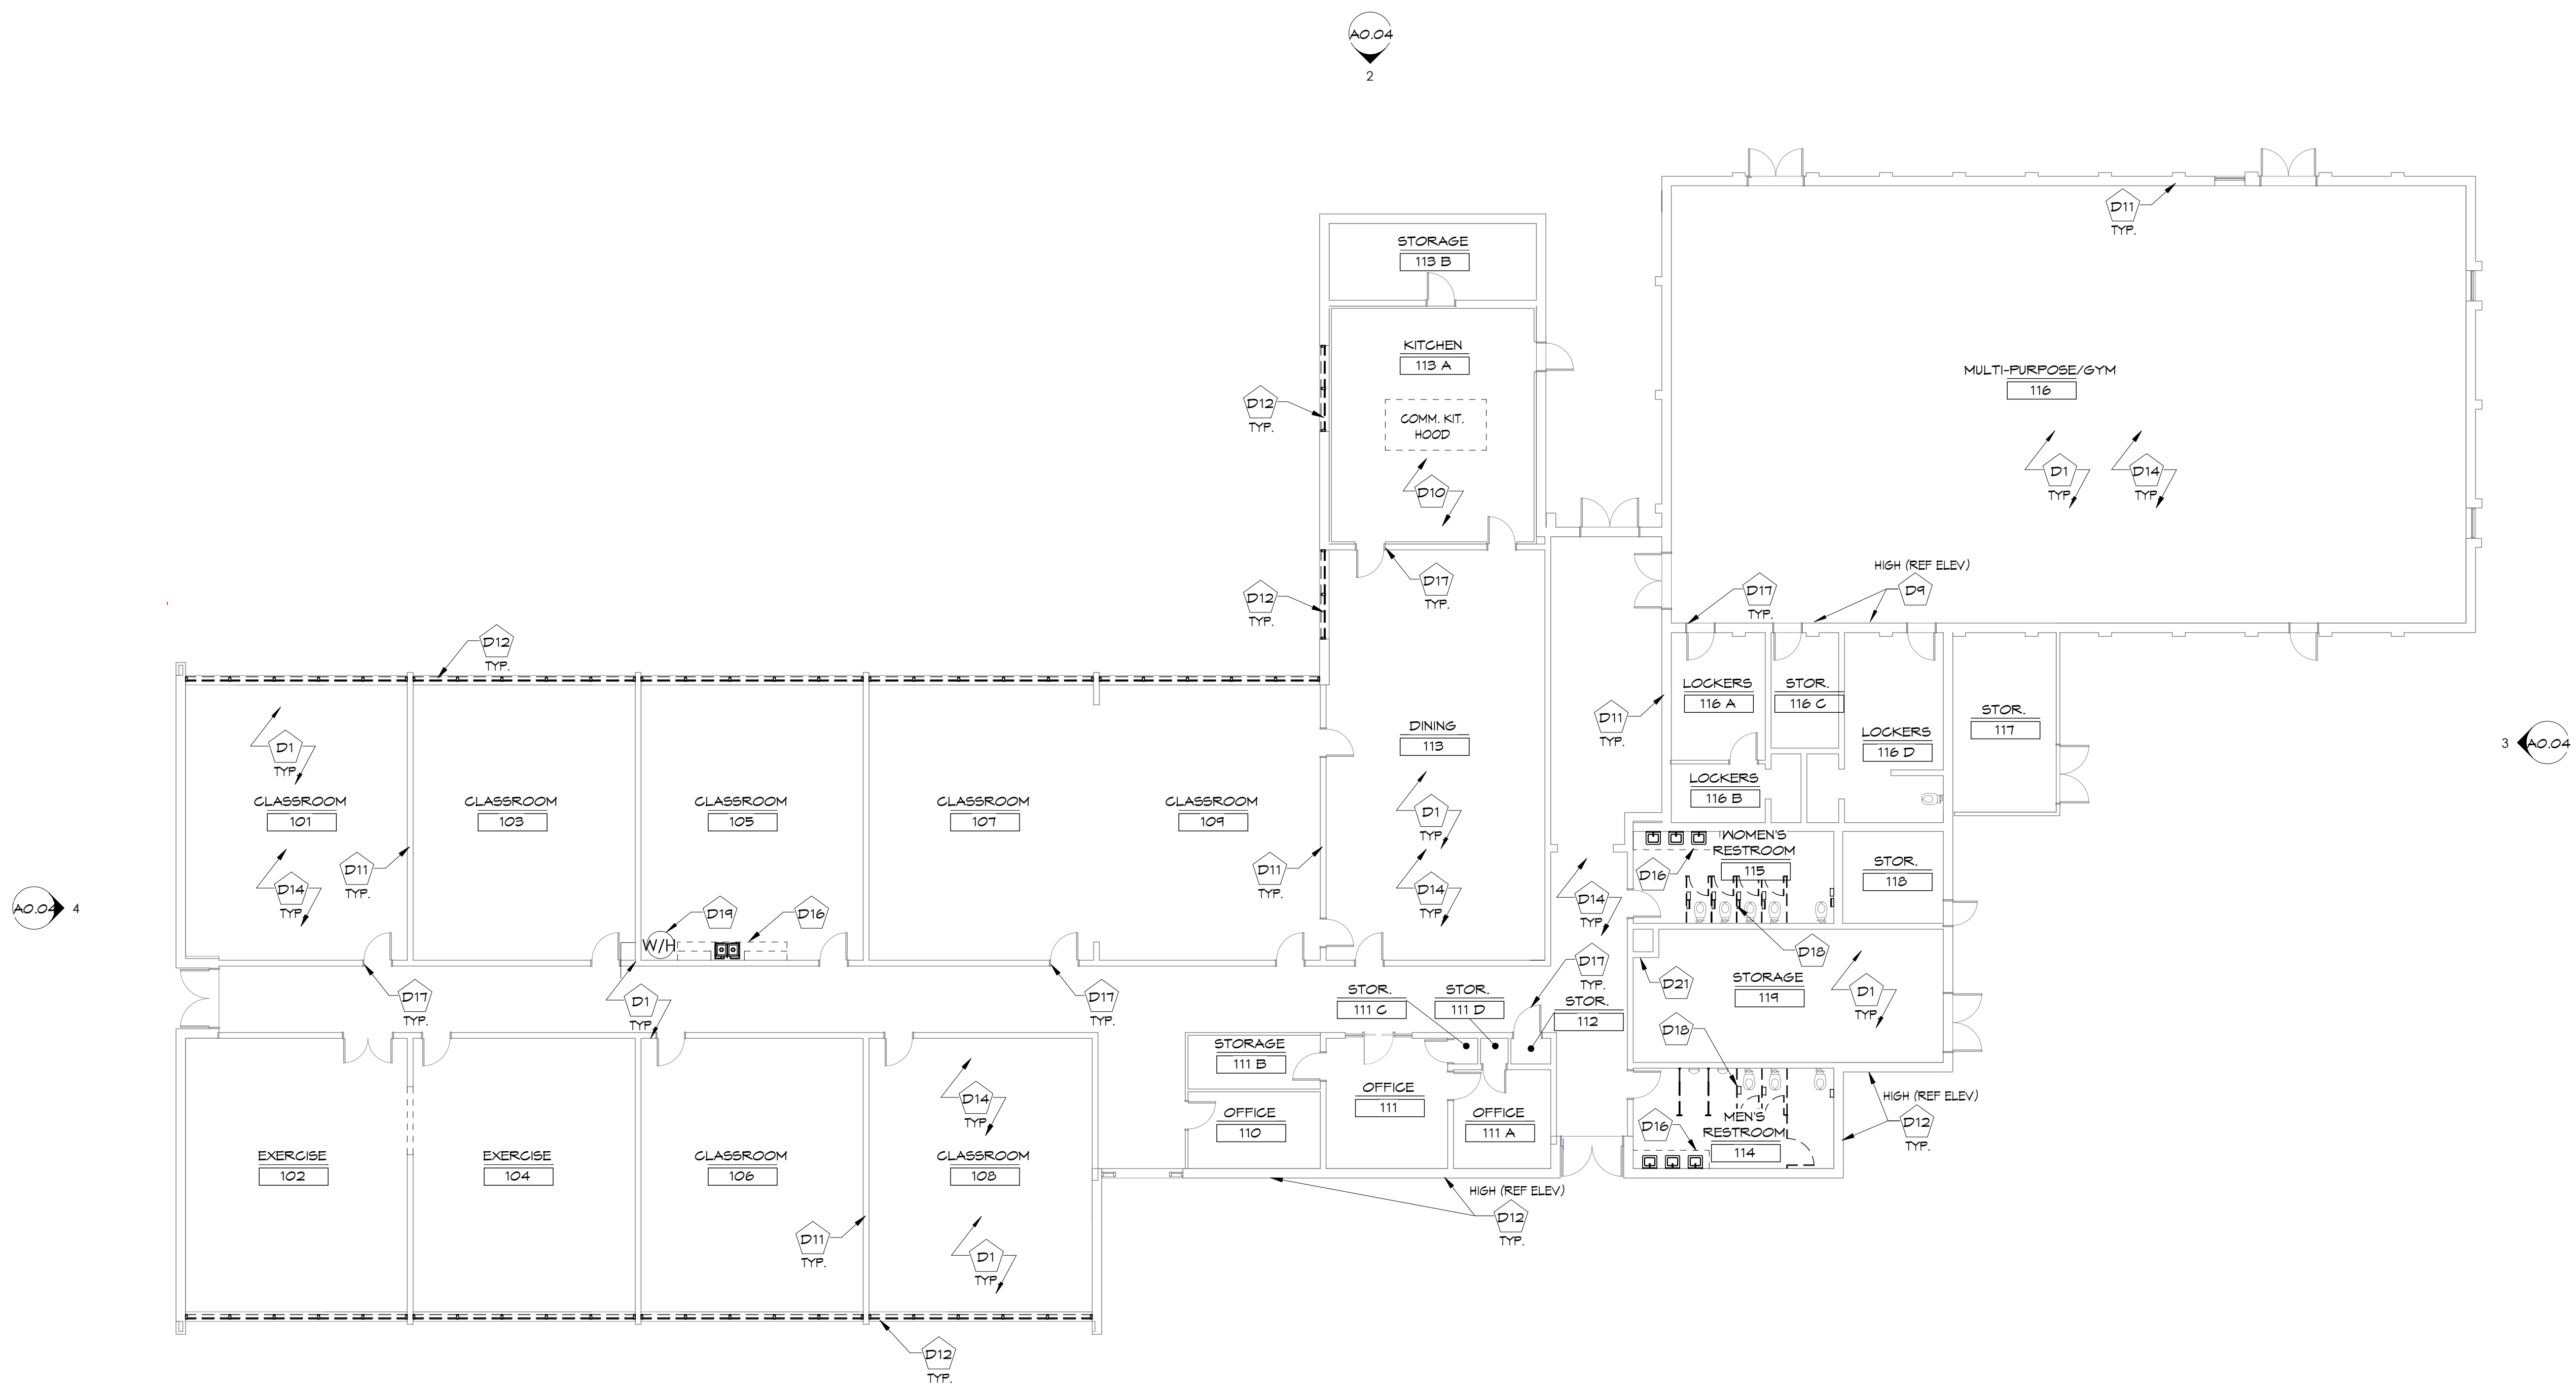 A0.04
2
D11
TYP.
STORAGE
113 B
KITCHEN
113 A
MULTI-PURPOSE/GYM
116
D12
TYP.
COMM. KIT.
HOOD
D1
TYP.
D14
TYP.
D10
HIGH (REF ELEV)
D17
TYP.
D17
TYP.
D9
D12
TYP.
D12
TYP.
LOCKERS
116 A
STOR.
116 C
STOR.
117
D11
TYP.
DINING
113
LOCKERS
116 D
3
A0.04
D1
TYP.
LOCKERS
116 B
CLASSROOM
101
CLASSROOM
103
CLASSROOM
105
CLASSROOM
107
CLASSROOM
109
D1
TYP.
WOMEN'S
RESTROOM
115
D11
TYP.
D11
TYP.
D16
STOR.
118
D14
TYP.
D14
TYP.
D14
TYP.
A0.04
4
D19
D16
W/H
D18
D17
TYP.
D21
STORAGE
119
D1
TYP.
D17
TYP.
D1
TYP.
D17
TYP.
STOR.
111 C
STOR.
111 D
STOR.
112
D18
STORAGE
111 B
OFFICE
111
D14
TYP.
OFFICE
110
OFFICE
111 A
D16
MEN'S
RESTROOM
114
HIGH (REF ELEV)
D12
TYP.
EXERCISE
102
EXERCISE
104
CLASSROOM
106
CLASSROOM
108
HIGH (REF ELEV)
D12
TYP.
D11
TYP.
D1
TYP.
D12
TYP.